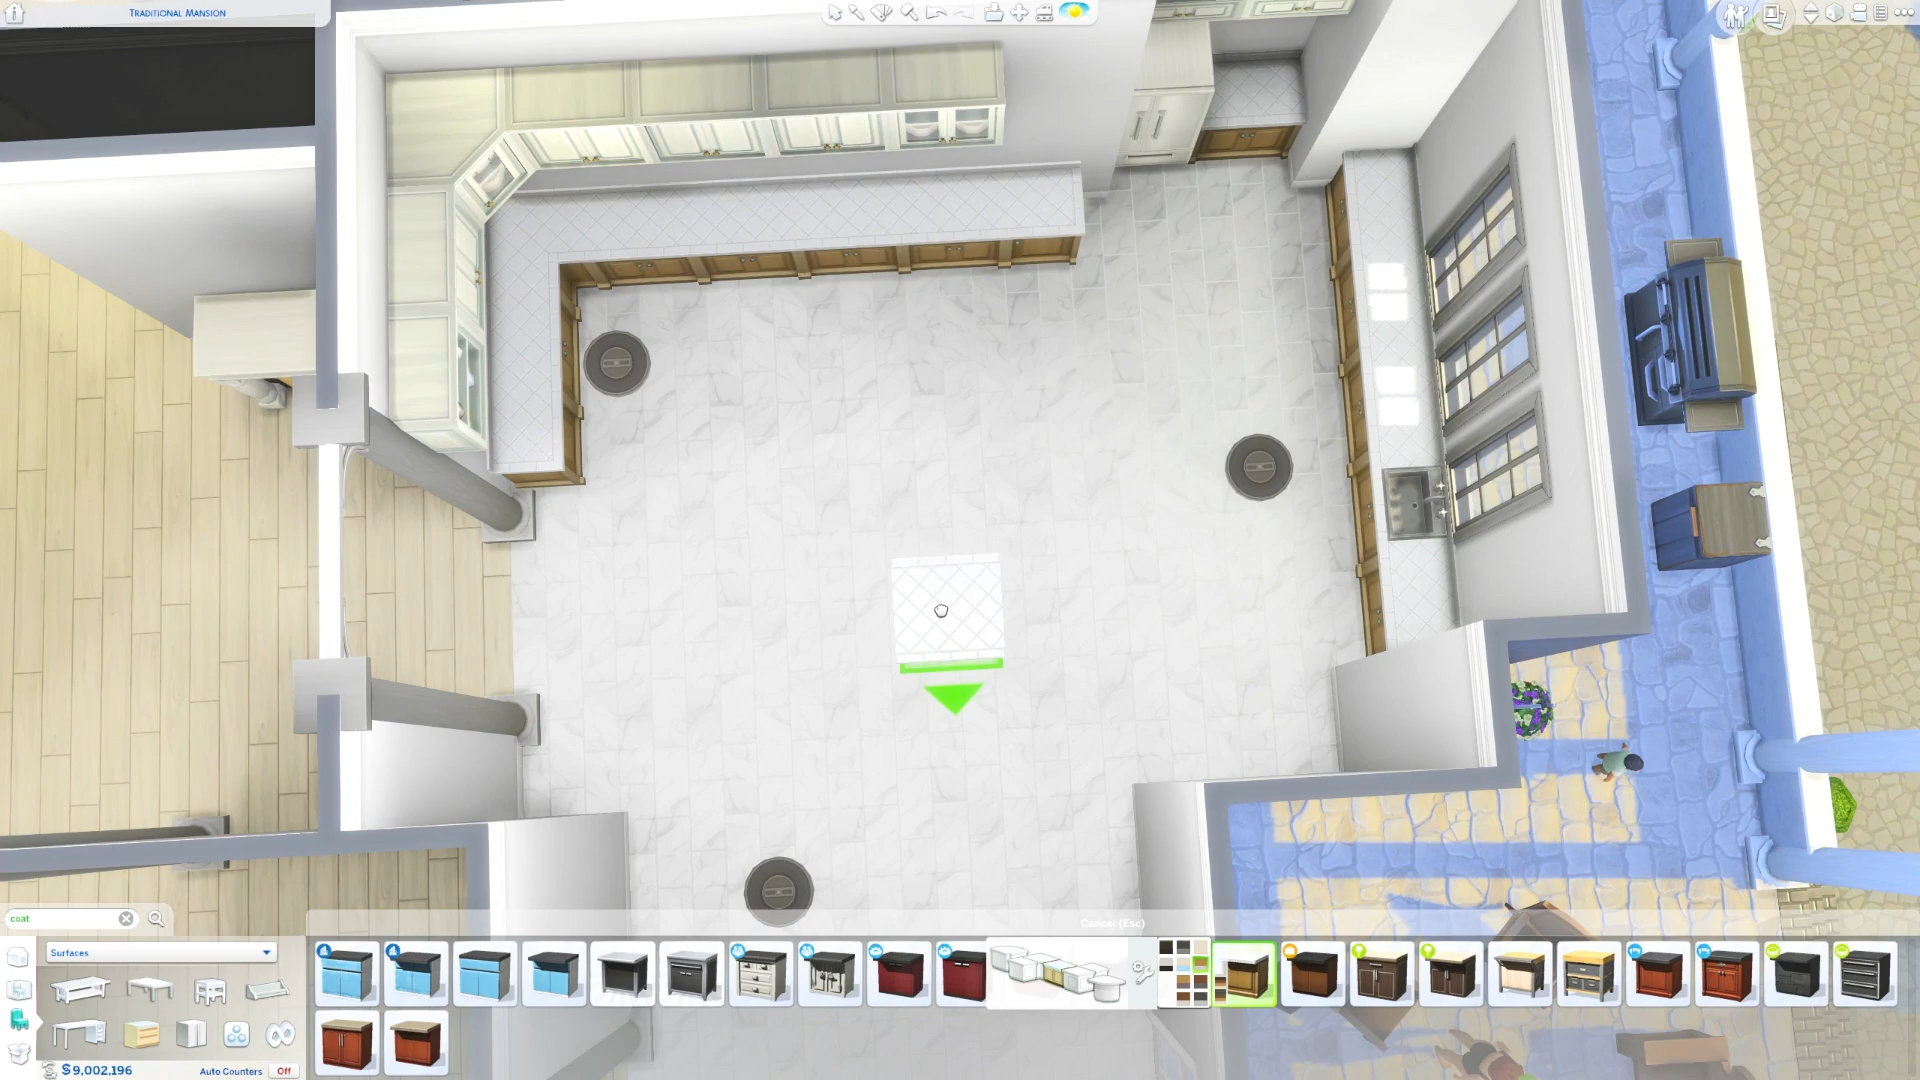 Traditional Mansion
Cancel (Esc)
coat
Surfaces
§9,002,196
Auto Counters
Off